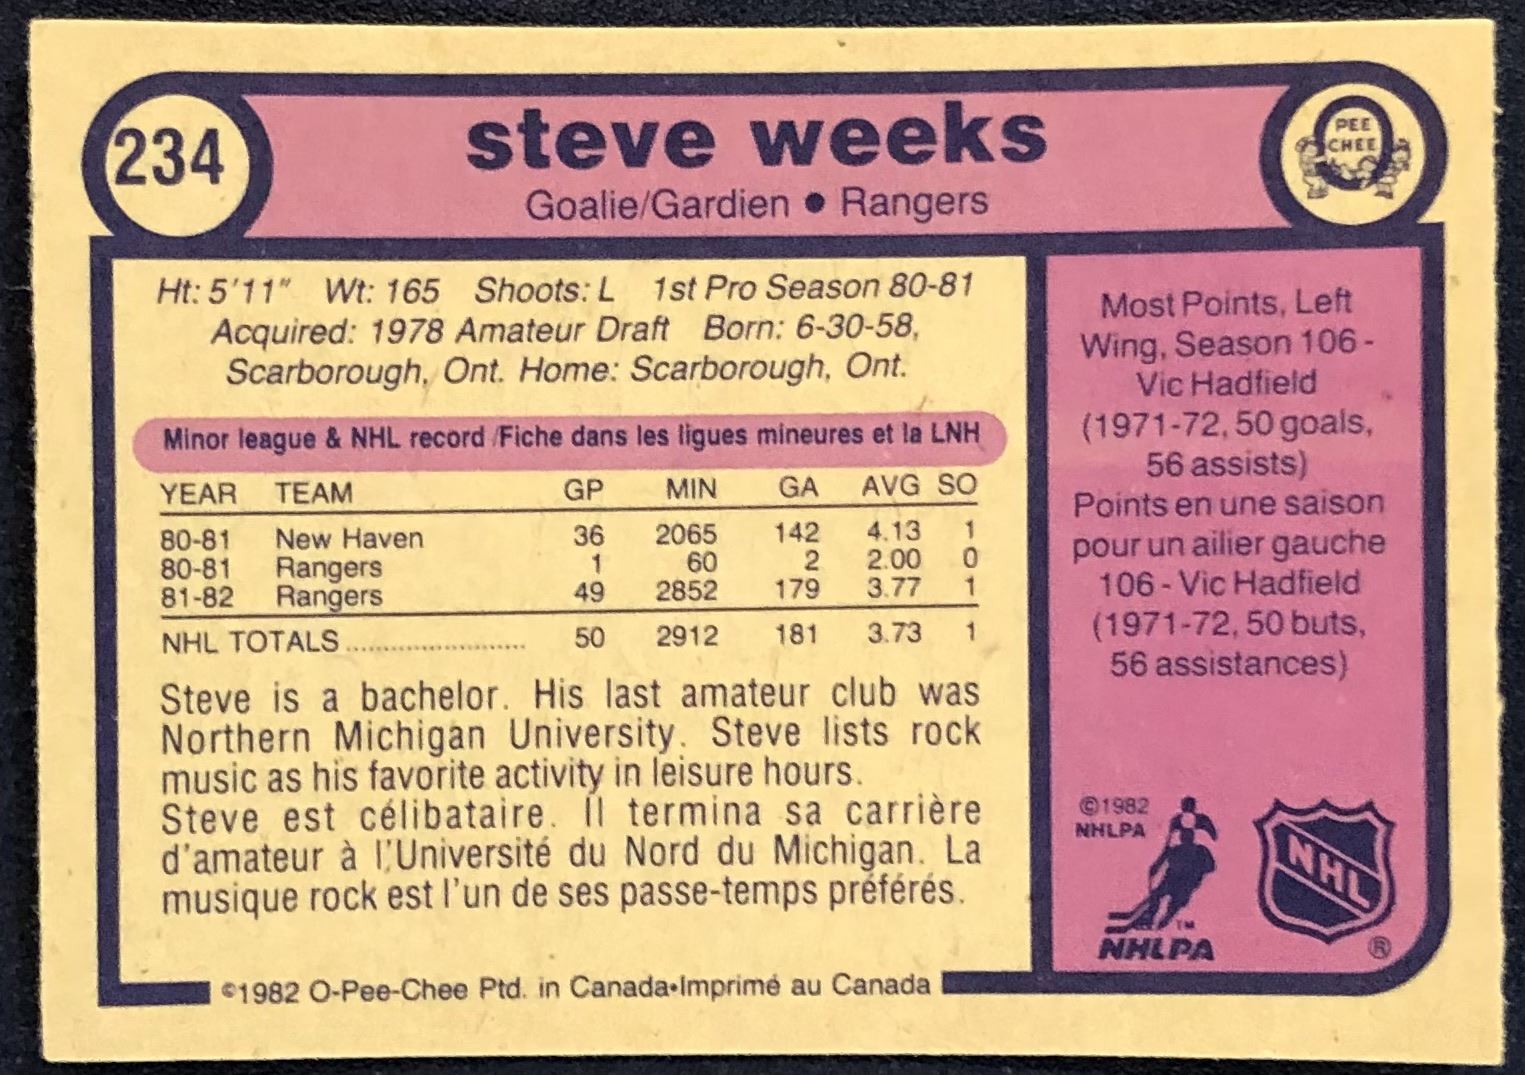 234
steve weeks
Goalie/Gardien • Rangers
O
PEE
CHEE
Ht: 5'11" Wt: 165 Shoots: L 1st Pro Season 80-81
Acquired: 1978 Amateur Draft Born: 6-30-58,
Scarborough, Ont. Home: Scarborough, Ont.
Minor league & NHL record /Fiche dans les ligues mineures et la LNH
YEAR TEAM GP MIN GA AVG SO
80-81 New Haven 36 2065 142 4.13 1
80-81 Rangers 1 60 2 2.00 0
81-82 Rangers 49 2852 179 3.77 1
NHL TOTALS........................ 50 2912 181 3.73 1
Steve is a bachelor. His last amateur club was
Northern Michigan University. Steve lists rock
music as his favorite activity in leisure hours.
Steve est célibataire. Il termina sa carrière
d'amateur à l'Université du Nord du Michigan. La
musique rock est l'un de ses passe-temps préférés.
©1982 O-Pee-Chee Ptd. in Canada•Imprimé au Canada
Most Points, Left
Wing, Season 106 -
Vic Hadfield
(1971-72, 50 goals,
56 assists)
Points en une saison
pour un ailier gauche
106 - Vic Hadfield
(1971-72, 50 buts,
56 assistances)
©1982
NHLPA
TM
NHLPA
NHL
®